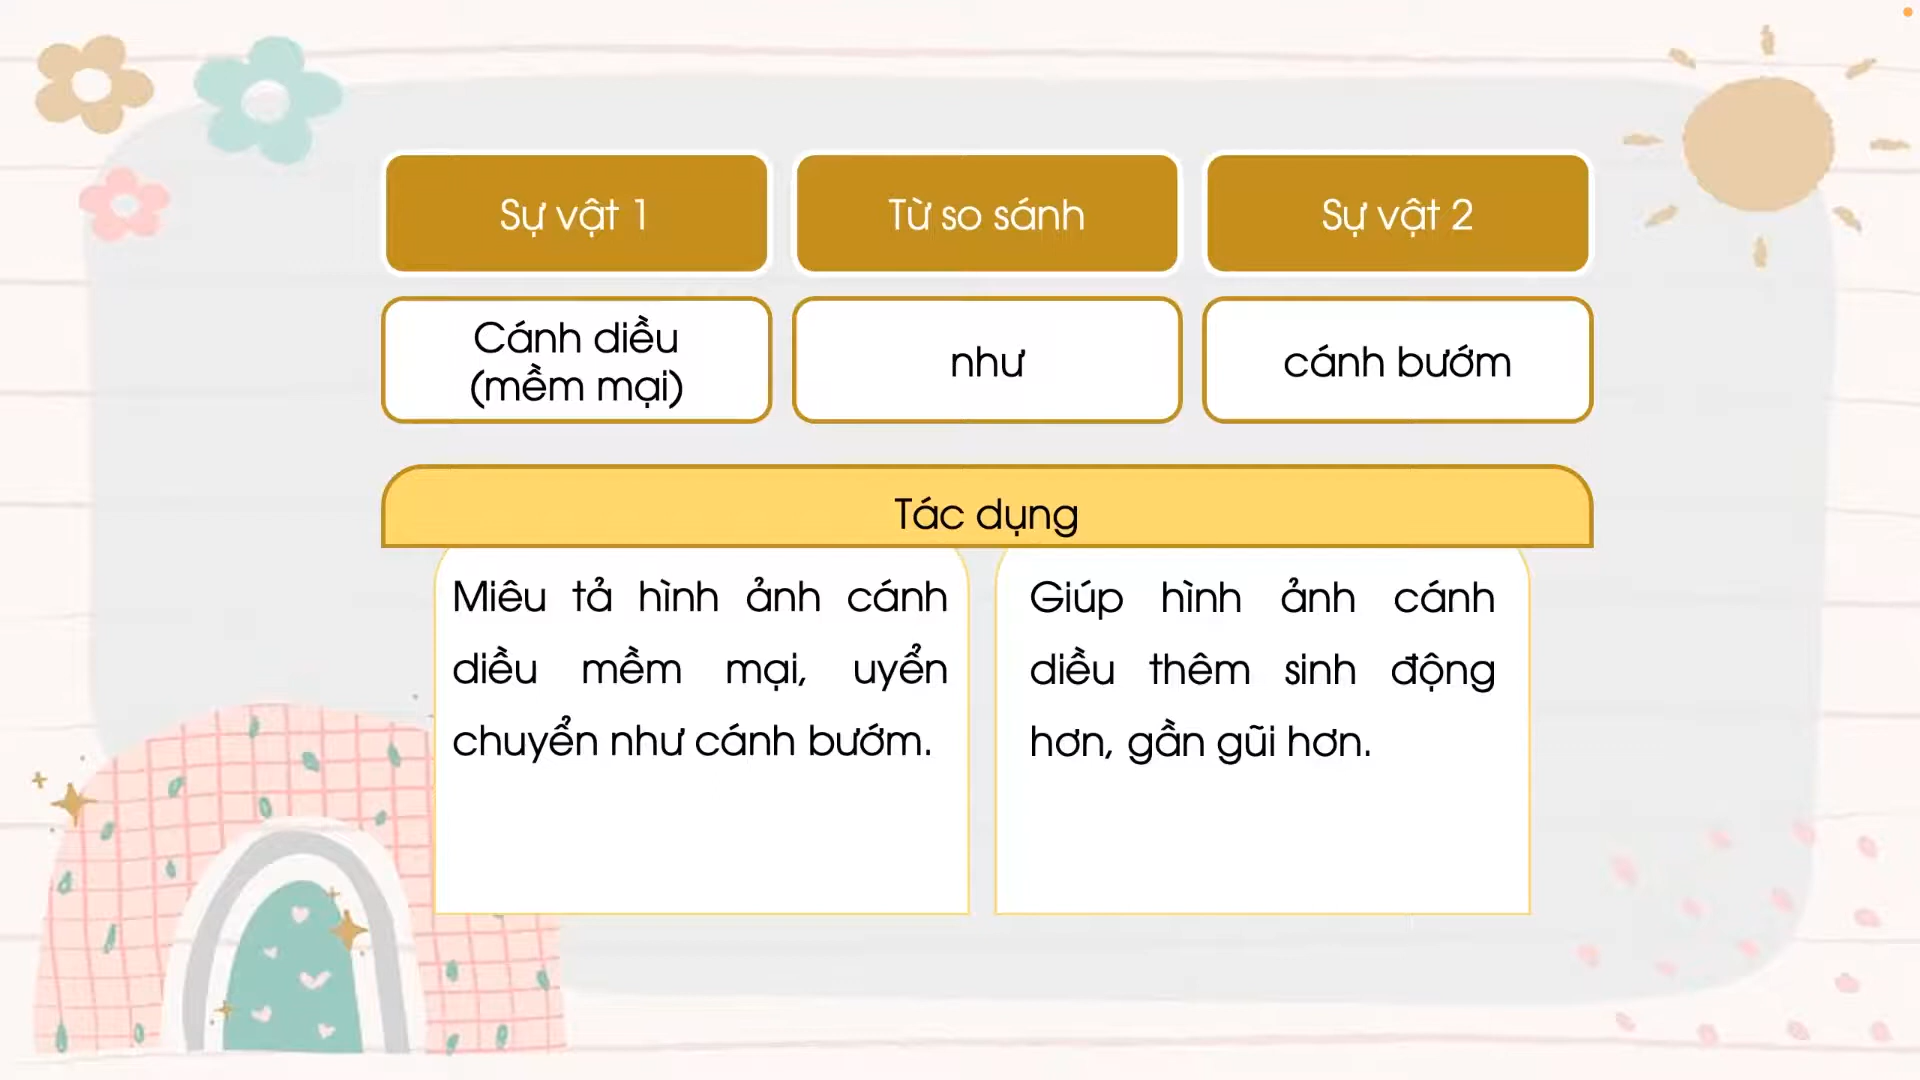 Sự vật 1
Từ so sánh
Sự vật 2
Cánh diều
(mềm mại)
như
cánh bướm
Tác dụng
Miêu tả hình ảnh cánh
diều mềm mại, uyển
chuyển như cánh bướm.
Giúp hình ảnh cánh
diều thêm sinh động
hơn, gần gũi hơn.